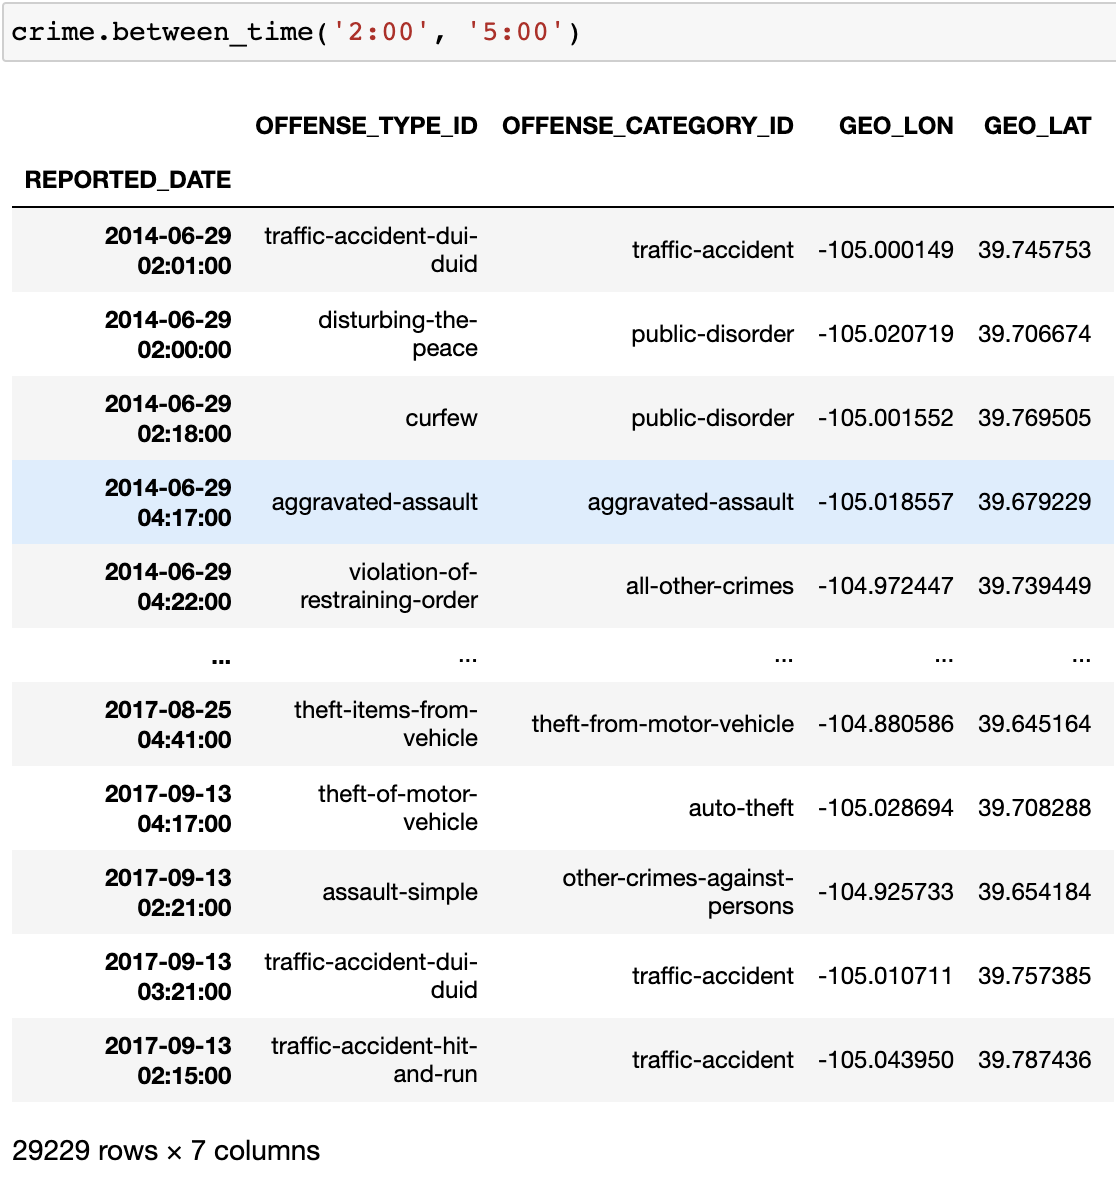 crime.between_time('2:00', '5:00')
OFFENSE_TYPE_ID OFFENSE_CATEGORY_ID GEO_LON GEO_LAT
REPORTED_DATE
2014-06-29 02:01:00 traffic-accident-dui-duid traffic-accident -105.000149 39.745753
2014-06-29 02:00:00 disturbing-the-peace public-disorder -105.020719 39.706674
2014-06-29 02:18:00 curfew public-disorder -105.001552 39.769505
2014-06-29 04:17:00 aggravated-assault aggravated-assault -105.018557 39.679229
2014-06-29 04:22:00 violation-of-restraining-order all-other-crimes -104.972447 39.739449
... ... ... ... ...
2017-08-25 04:41:00 theft-items-from-vehicle theft-from-motor-vehicle -104.880586 39.645164
2017-09-13 04:17:00 theft-of-motor-vehicle auto-theft -105.028694 39.708288
2017-09-13 02:21:00 assault-simple other-crimes-against-persons -104.925733 39.654184
2017-09-13 03:21:00 traffic-accident-dui-duid traffic-accident -105.010711 39.757385
2017-09-13 02:15:00 traffic-accident-hit-and-run traffic-accident -105.043950 39.787436
29229 rows × 7 columns